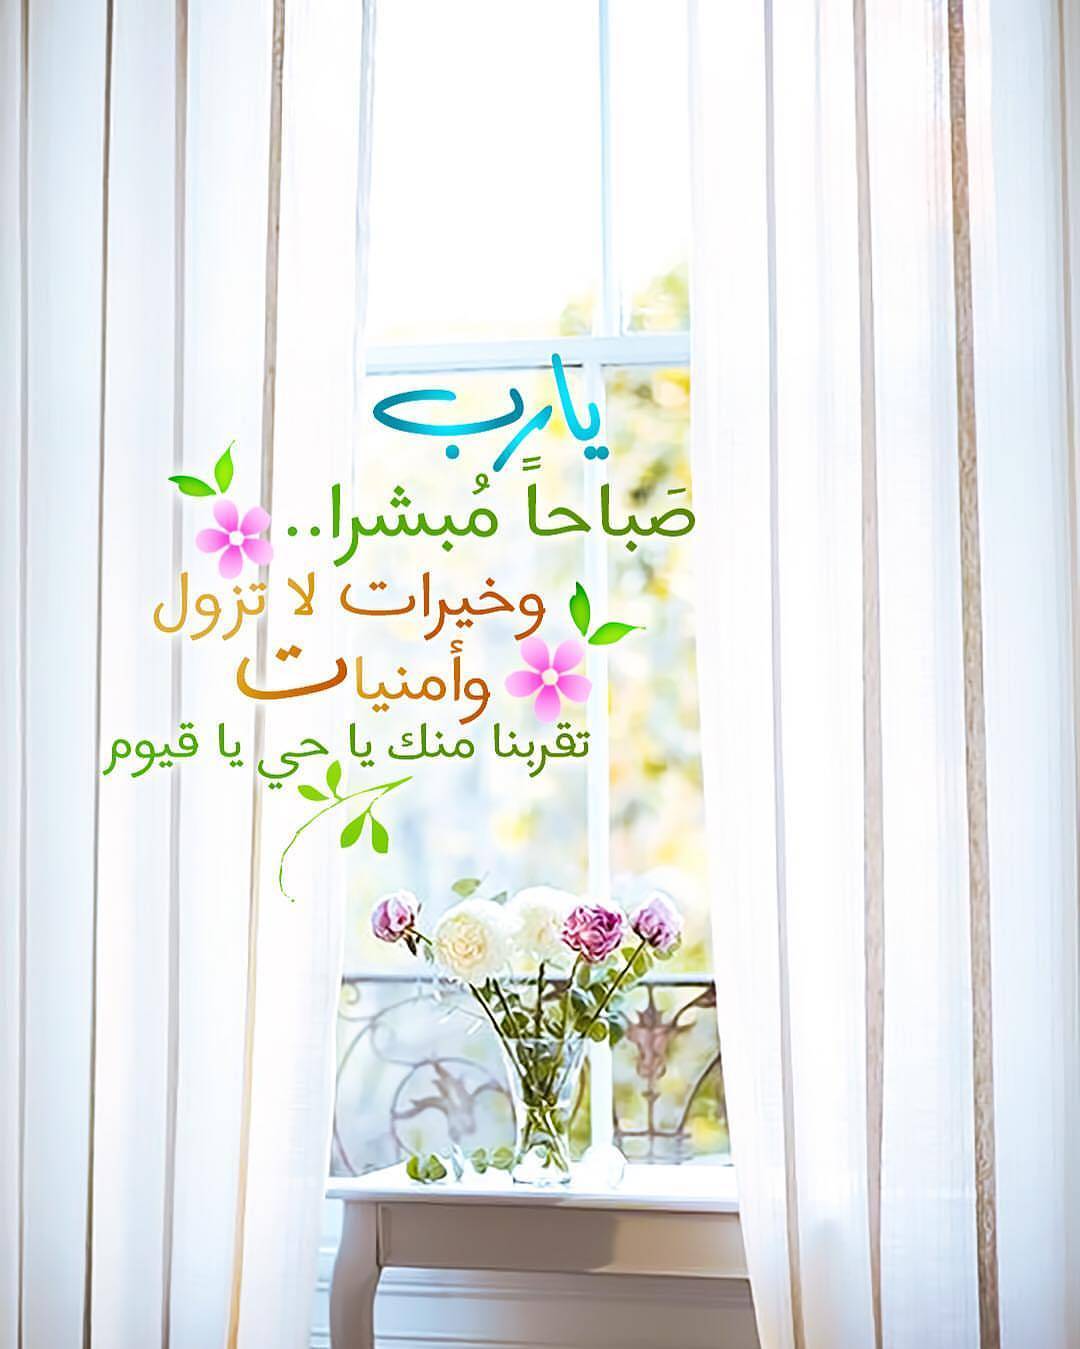 يارب
صَباحاً مُبشرا..
وخيرات لا تزول
وأمنيات
تقربنا منك يا حي يا قيوم